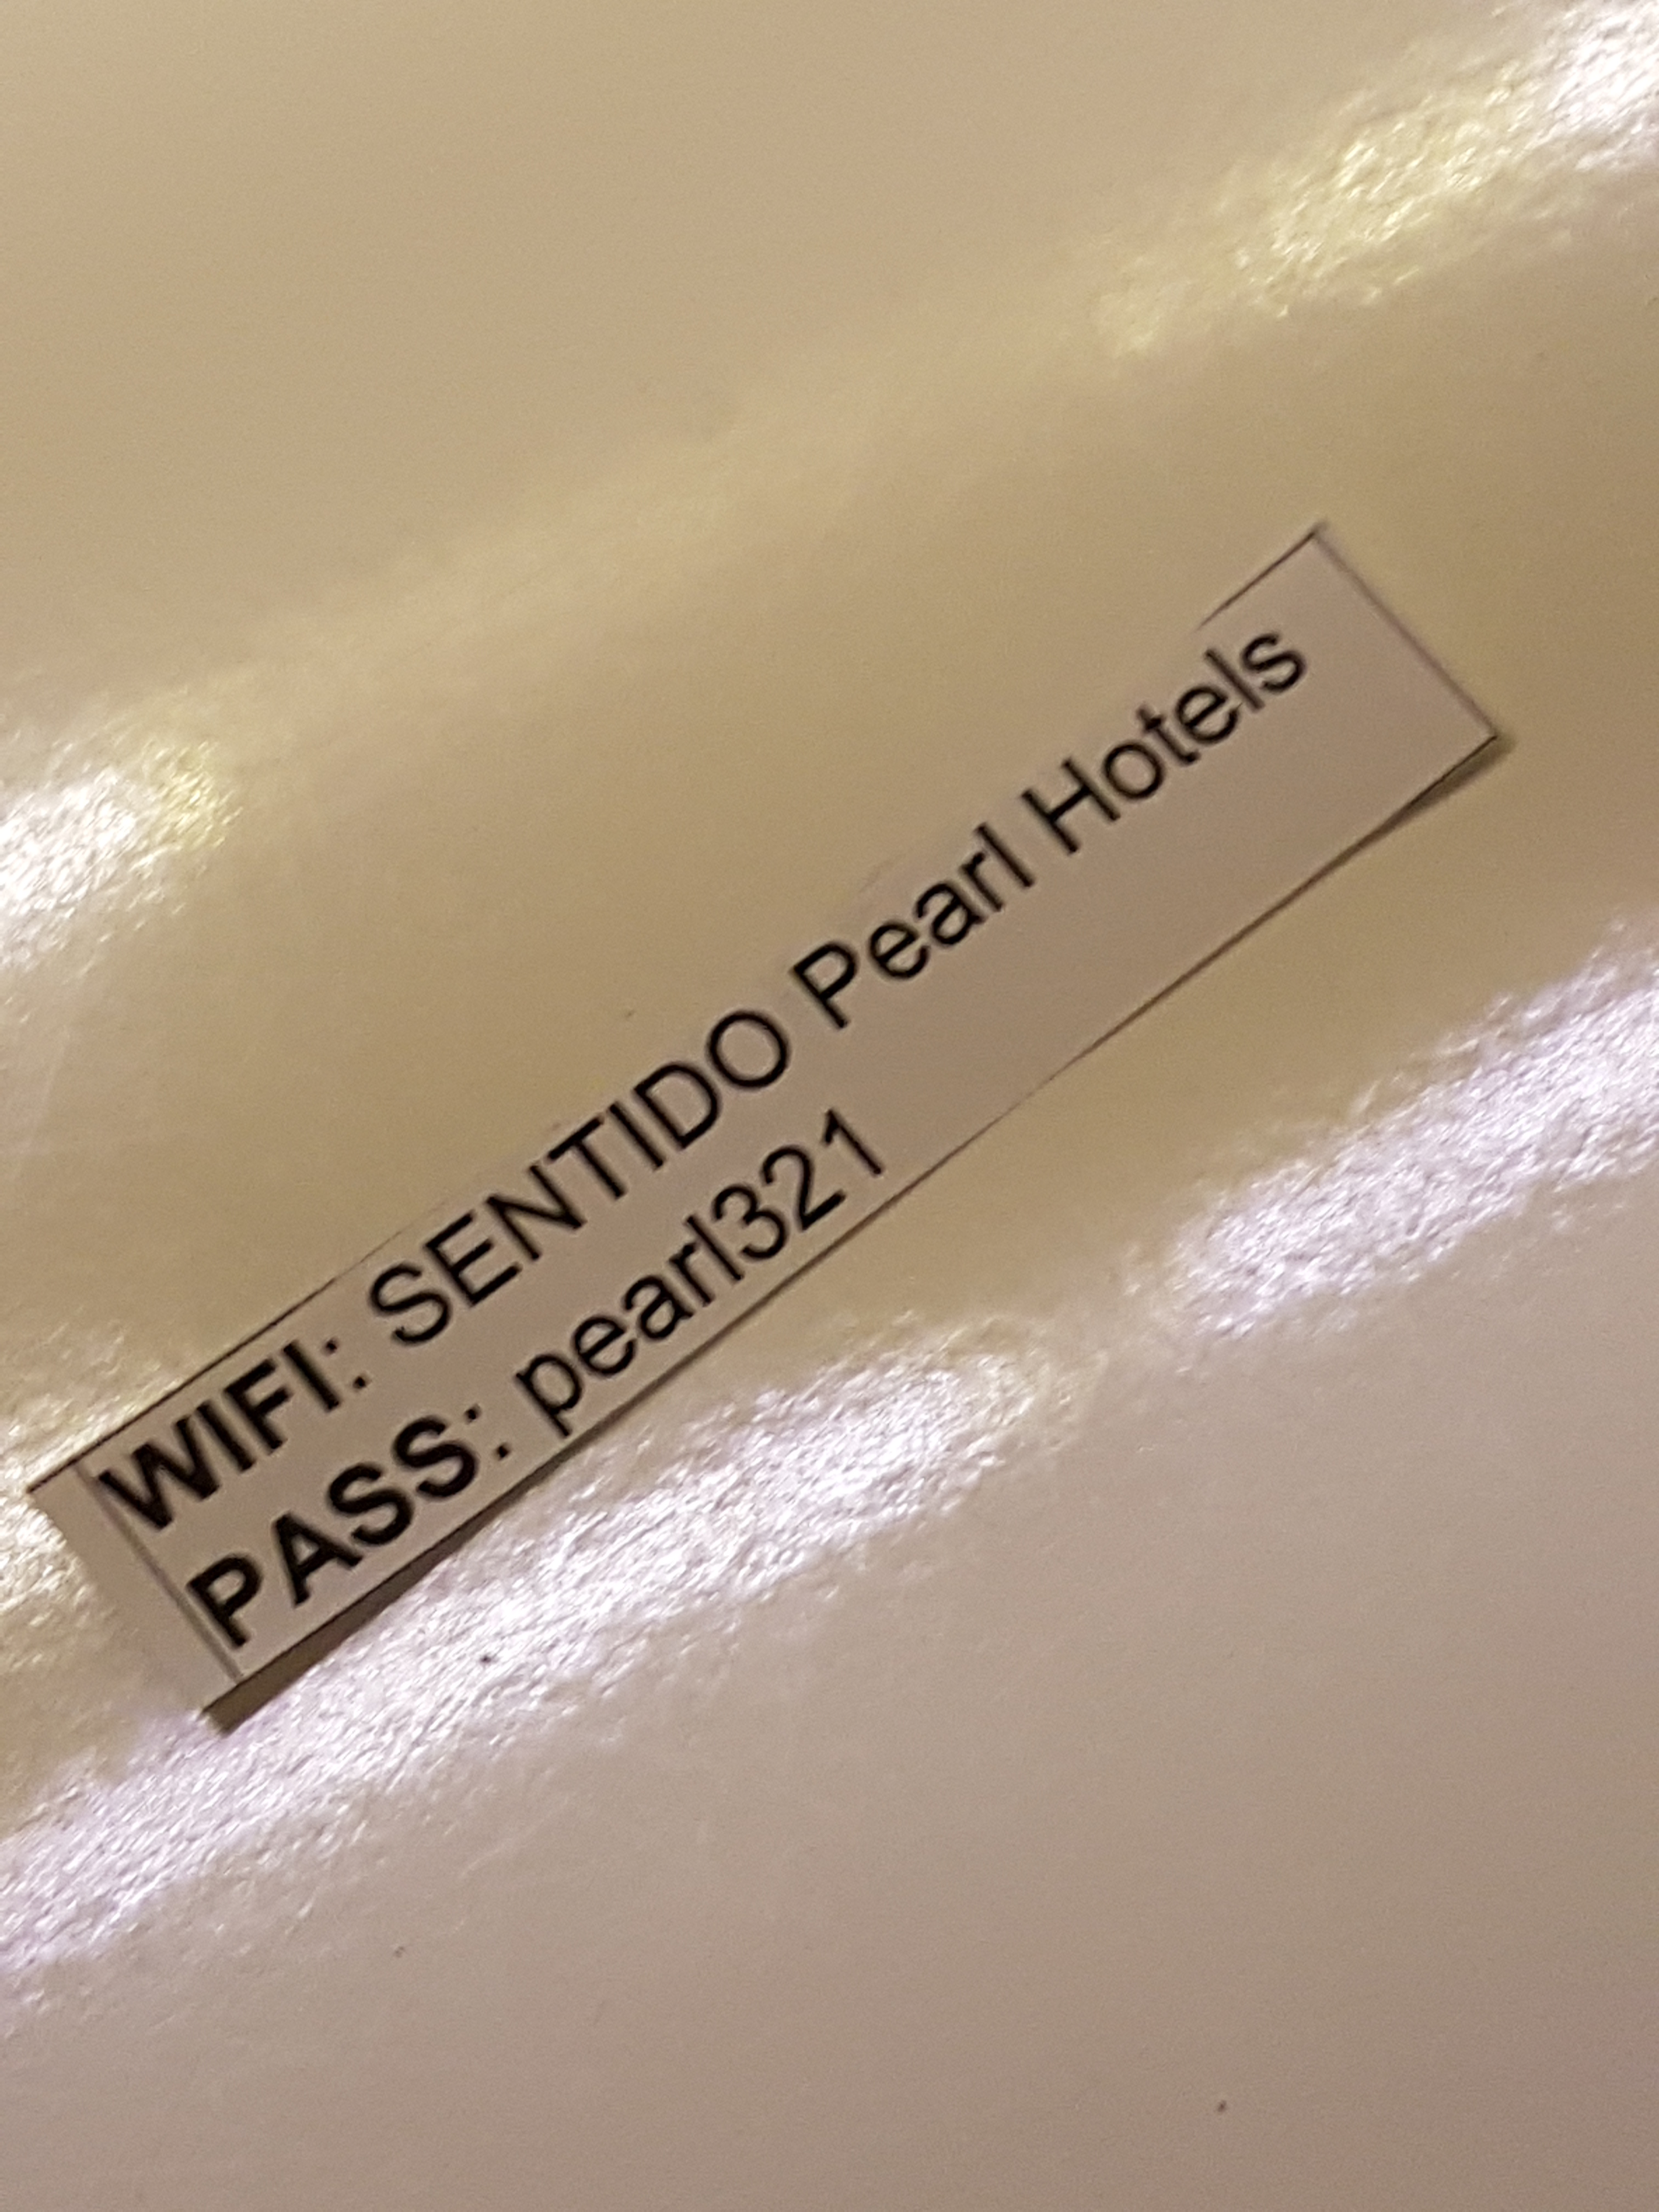 WIFI: SENTIDO Pearl Hotels
PASS: pearl321